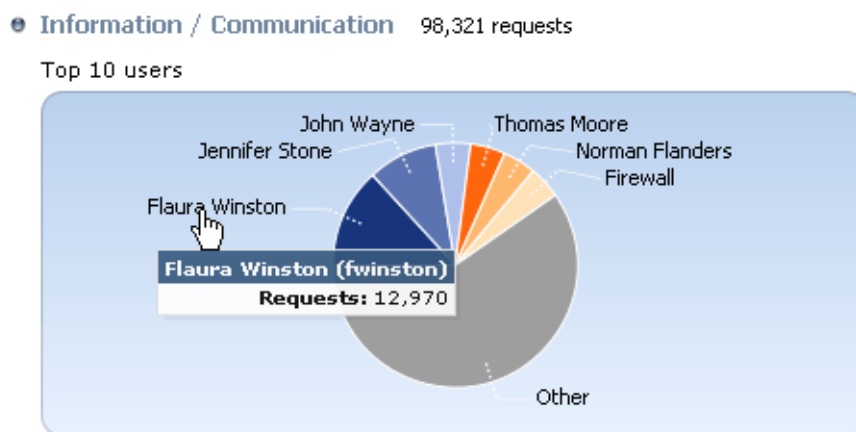 Information / Communication 98,321 requests
Top 10 users
John Wayne
Thomas Moore
Jennifer Stone
Norman Flanders
Firewall
Flaura Winston
Flaura Winston (fwinston)
Requests: 12,970
Other